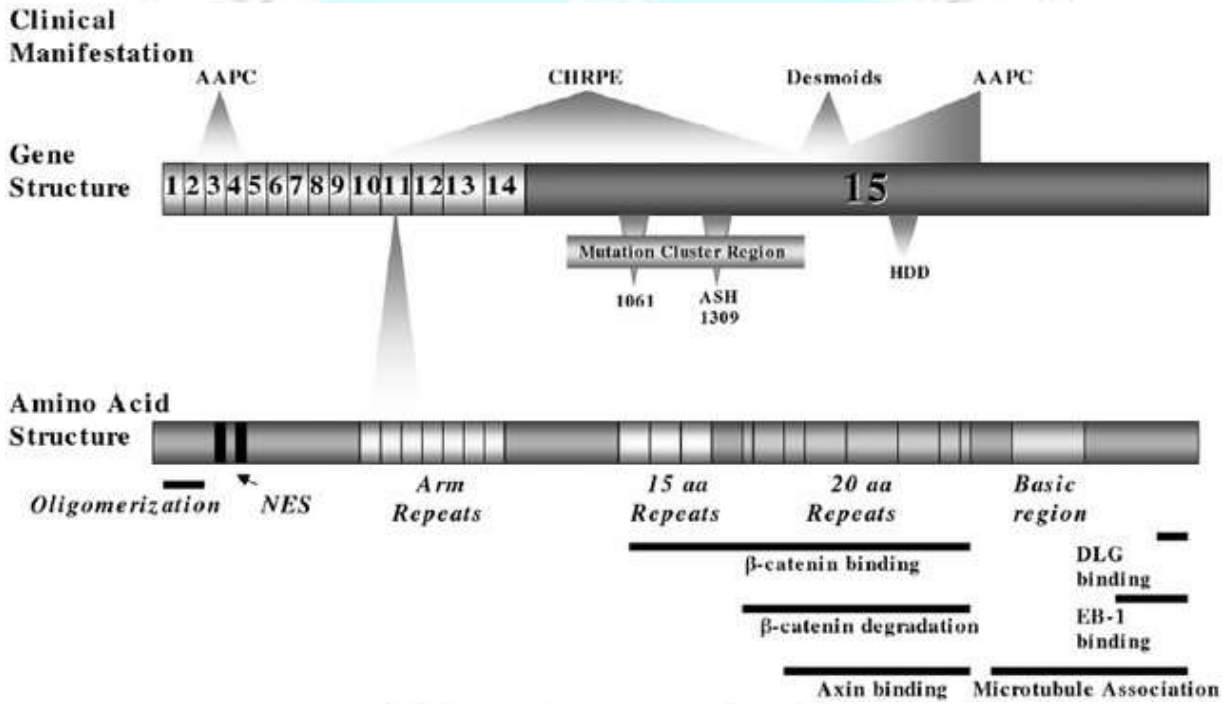 Clinical
Manifestation
AAPC
CHRPE
Desmoids
AAPC
Gene
Structure
1 2 3 4 5 6 7 8 9 10 11 12 13 14 15
Mutation Cluster Region
HDD
1061
ASH
1309
Amino Acid
Structure
Oligomerization
NES
Arm
Repeats
15 aa
Repeats
20 aa
Repeats
Basic
region
β-catenin binding
DLG
binding
β-catenin degradation
EB-1
binding
Axin binding
Microtubule Association